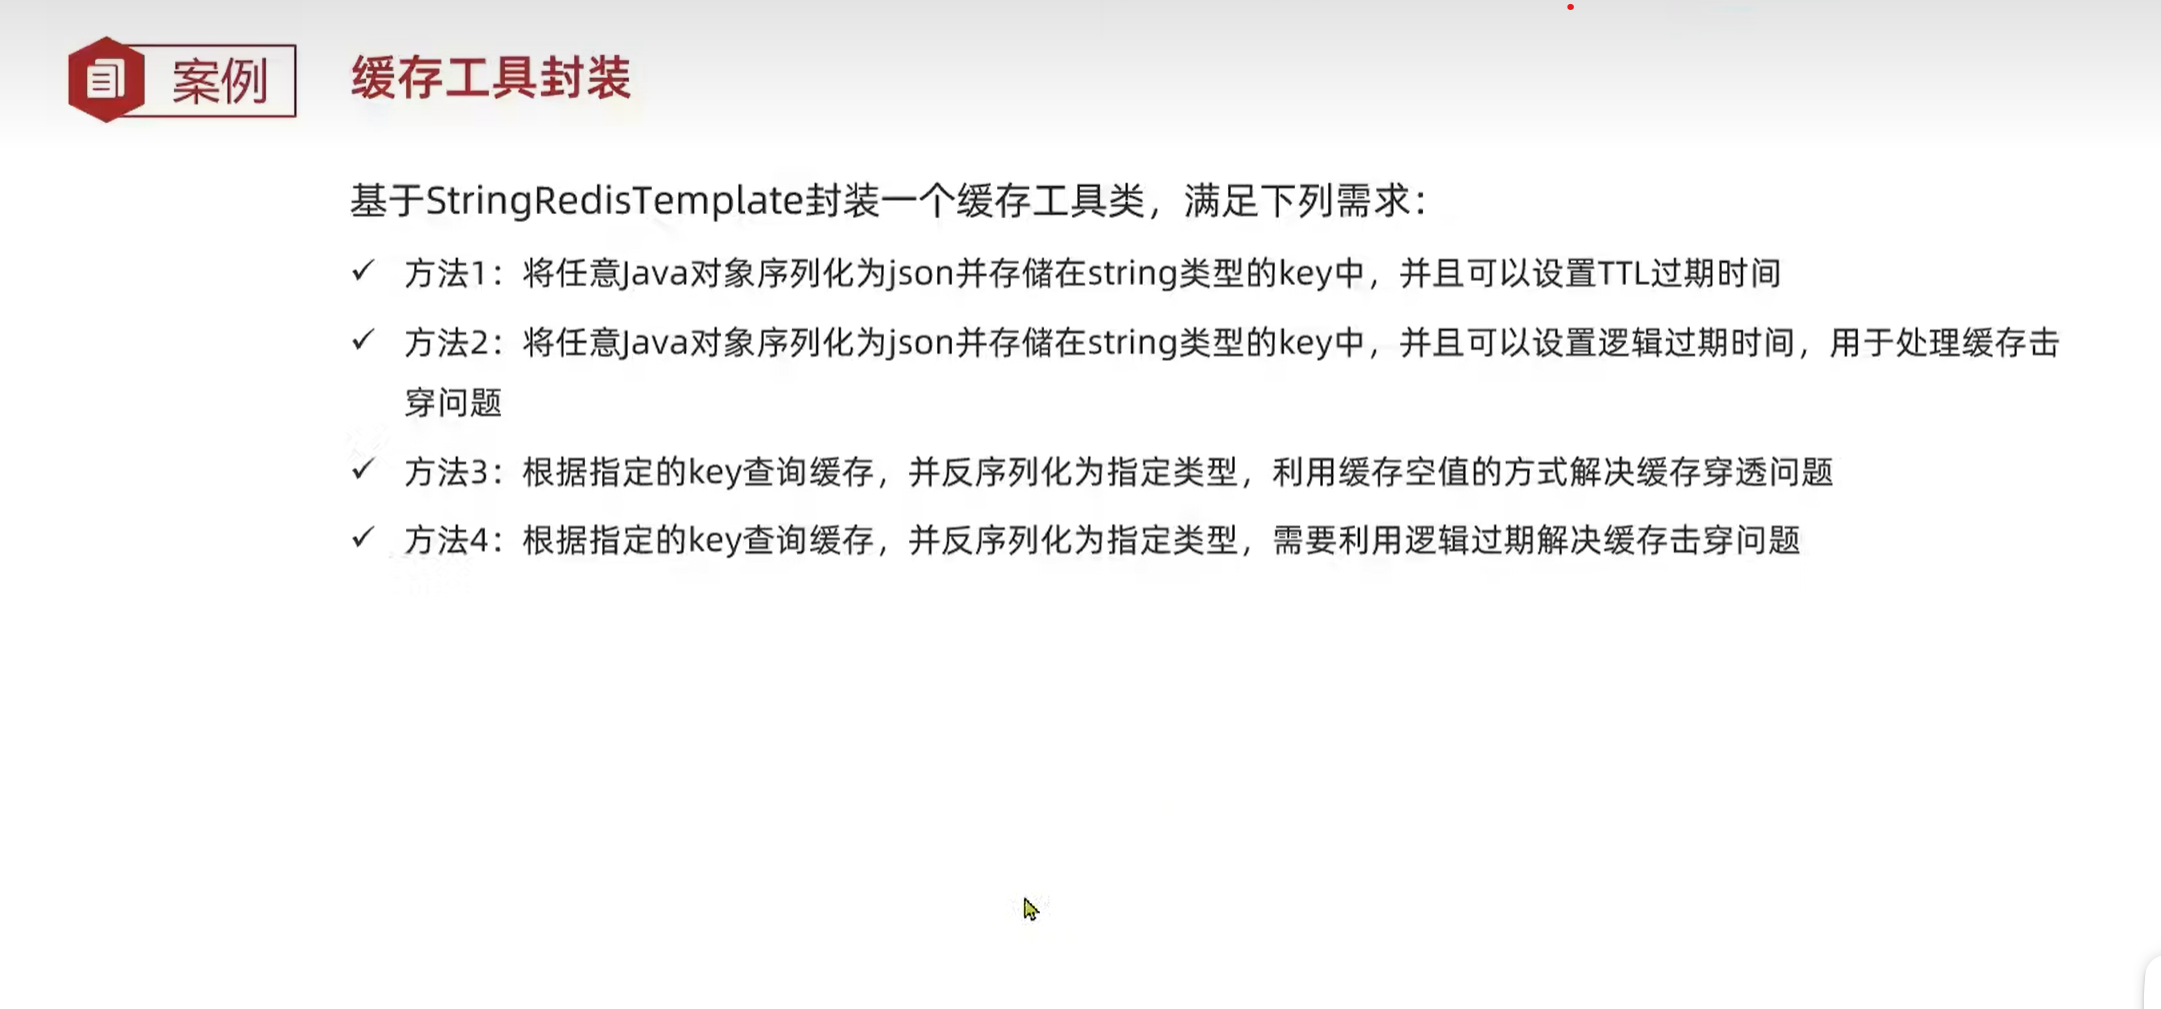 案例
缓存工具封装
基于StringRedisTemplate封装一个缓存工具类，满足下列需求：
✓ 方法1：将任意Java对象序列化为json并存储在string类型的key中，并且可以设置TTL过期时间
✓ 方法2：将任意Java对象序列化为json并存储在string类型的key中，并且可以设置逻辑过期时间，用于处理缓存击
穿问题
✓ 方法3：根据指定的key查询缓存，并反序列化为指定类型，利用缓存空值的方式解决缓存穿透问题
✓ 方法4：根据指定的key查询缓存，并反序列化为指定类型，需要利用逻辑过期解决缓存击穿问题